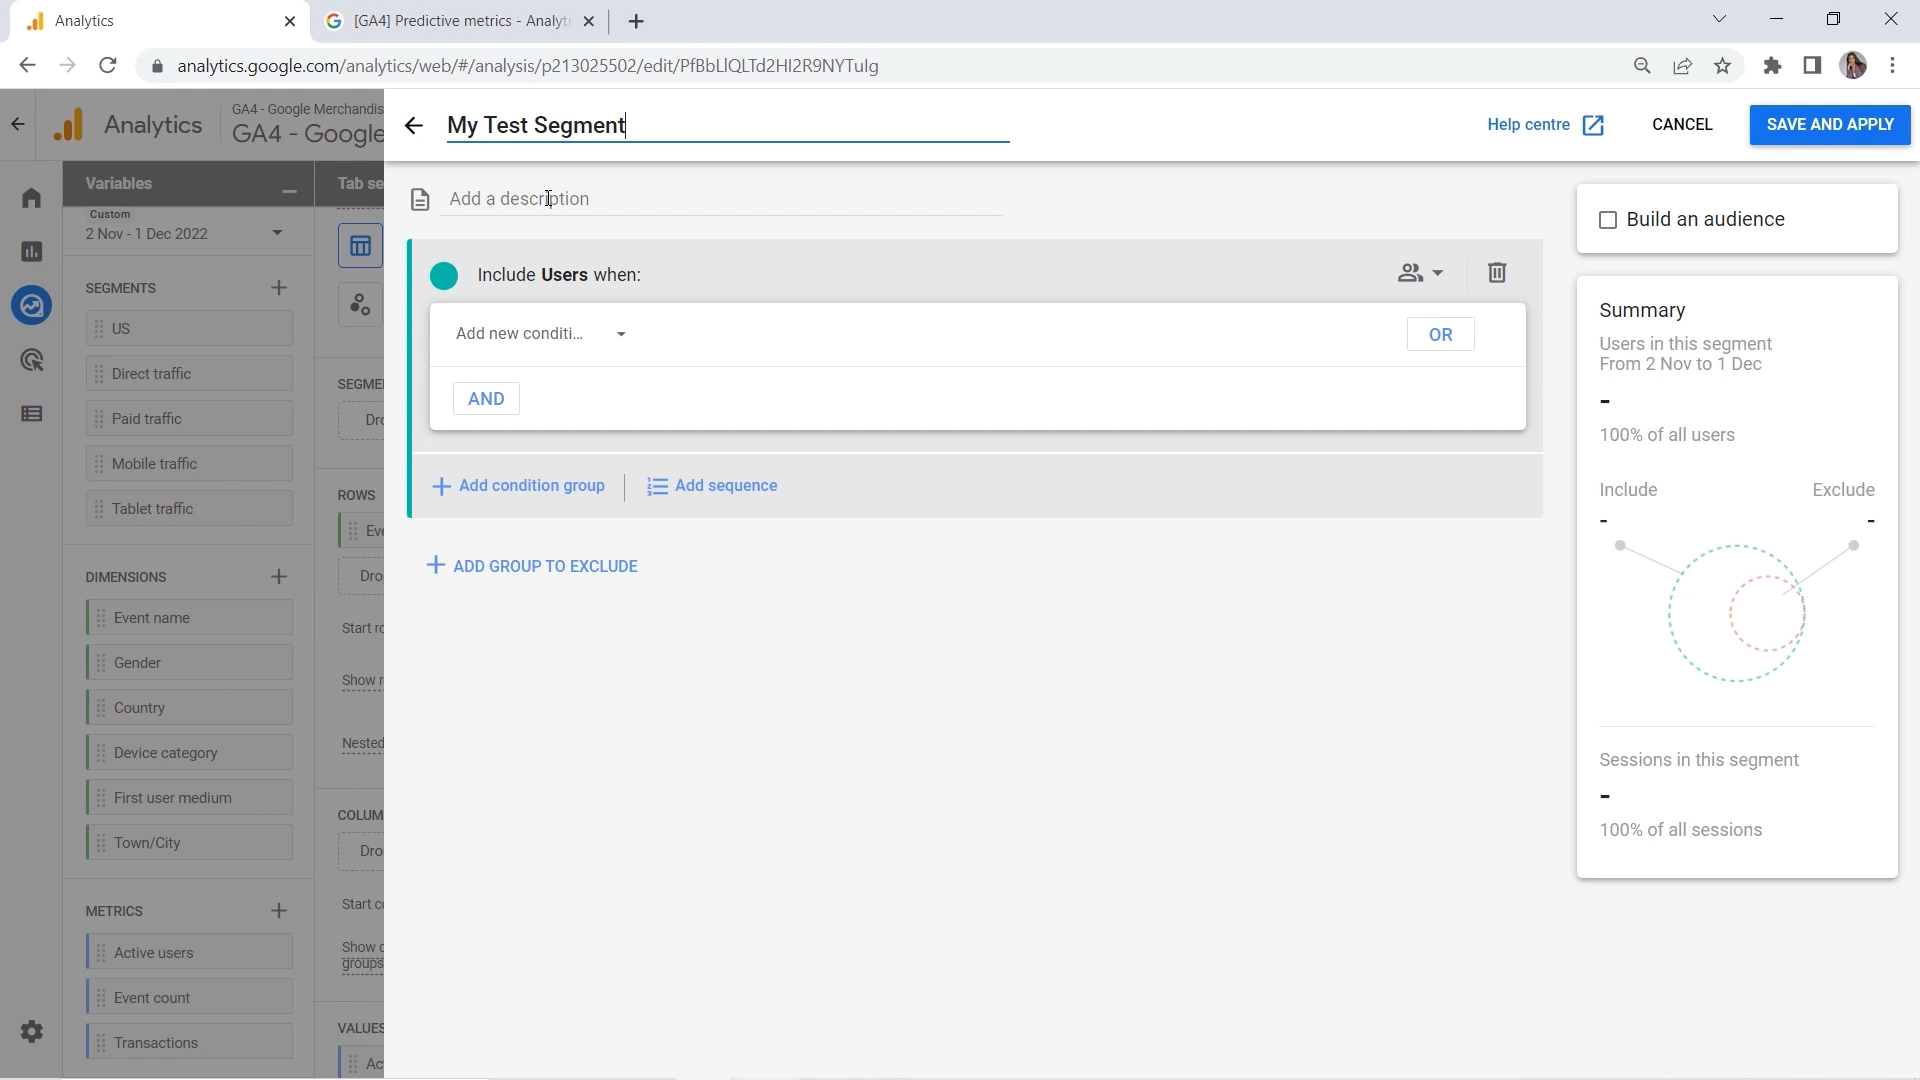 Analytics
[GA4] Predictive metrics - Analyti
analytics.google.com/analytics/web/#/analysis/p213025502/edit/PfBbLlQLTd2HI2R9NYTuIg
Analytics
GA4 - Google Merchandis
GA4 - Google
My Test Segment
Help centre
CANCEL
SAVE AND APPLY
Variables
Custom
2 Nov - 1 Dec 2022
SEGMENTS
US
Direct traffic
Paid traffic
Mobile traffic
Tablet traffic
DIMENSIONS
Event name
Gender
Country
Device category
First user medium
Town/City
METRICS
Active users
Event count
Transactions
Tab se
SEGME
Dro
ROWS
Eve
Dro
Start ro
Show r
Nested
COLUM
Dro
Start co
Show c
groups
VALUES
Ac
Add a description
Include Users when:
Add new conditi...
OR
AND
Add condition group
Add sequence
ADD GROUP TO EXCLUDE
Build an audience
Summary
Users in this segment
From 2 Nov to 1 Dec
-
100% of all users
Include
Exclude
-
-
Sessions in this segment
-
100% of all sessions